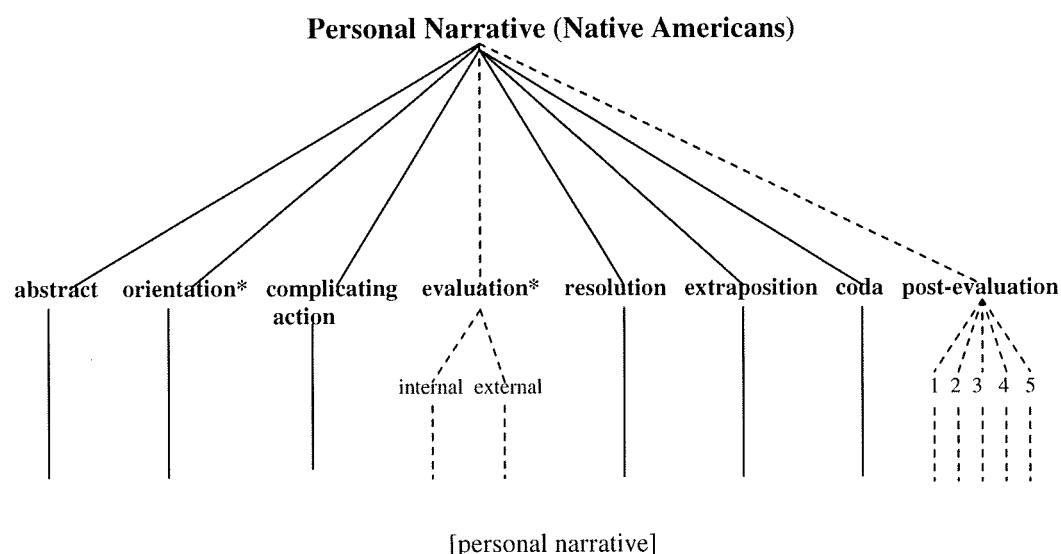 Personal Narrative (Native Americans)
abstract orientation* complicating action evaluation* resolution extraposition coda post-evaluation
internal external 1 2 3 4 5
[personal narrative]